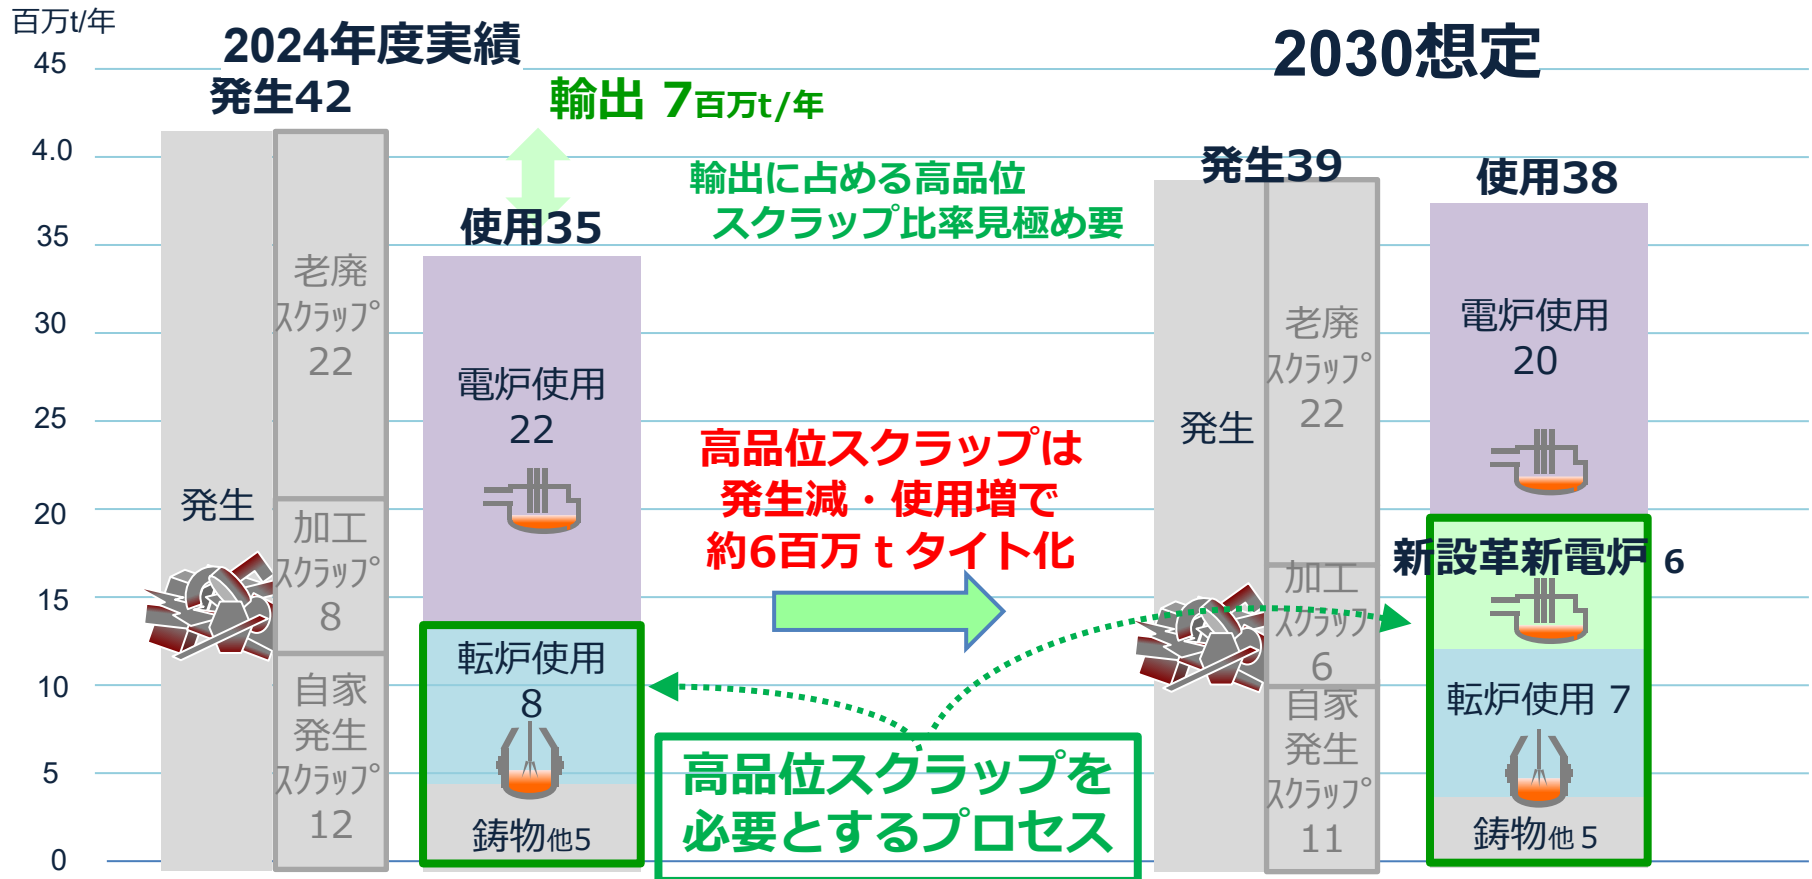 百万t/年
45
4.0
35
30
25
20
15
10
5
0
2024年度実績
発生42
輸出 7百万t/年
使用35
輸出に占める高品位
スクラップ比率見極め要
発生
老廃
ｽｸﾗｯﾌﾟ
22
加工
ｽｸﾗｯﾌﾟ
8
自家
発生
ｽｸﾗｯﾌﾟ
12
電炉使用
22
転炉使用
8
鋳物他5
高品位スクラップは
発生減・使用増で
約6百万ｔタイト化
高品位スクラップを
必要とするプロセス
2030想定
発生39
使用38
発生
老廃
ｽｸﾗｯﾌﾟ
22
加工
ｽｸﾗｯﾌﾟ
6
自家
発生
ｽｸﾗｯﾌﾟ
11
電炉使用
20
新設革新電炉 6
転炉使用 7
鋳物他 5